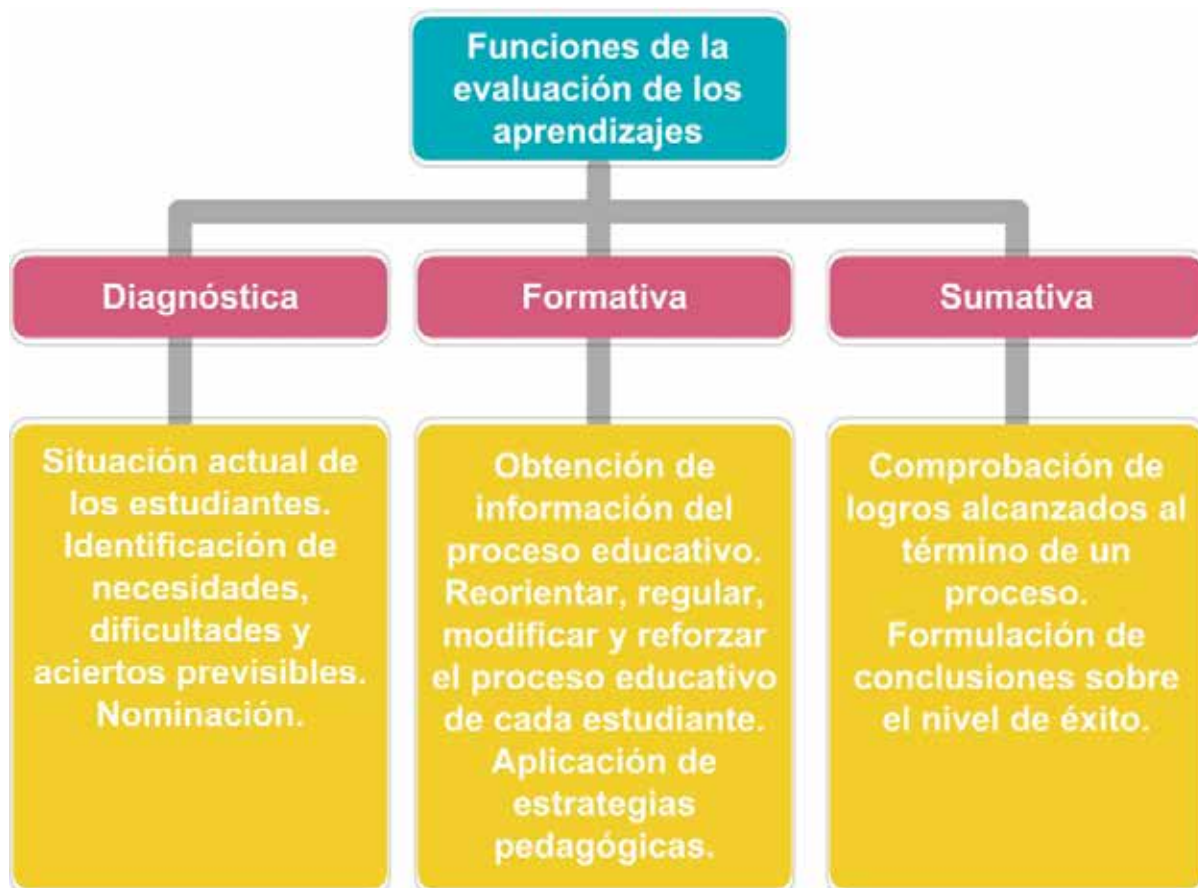 Funciones de la
evaluación de los
aprendizajes
Diagnóstica
Formativa
Sumativa
Situación actual de
los estudiantes.
Identificación de
necesidades,
dificultades y
aciertos previsibles.
Nominación.
Obtención de
información del
proceso educativo.
Reorientar, regular,
modificar y reforzar
el proceso educativo
de cada estudiante.
Aplicación de
estrategias
pedagógicas.
Comprobación de
logros alcanzados al
término de un
proceso.
Formulación de
conclusiones sobre
el nivel de éxito.